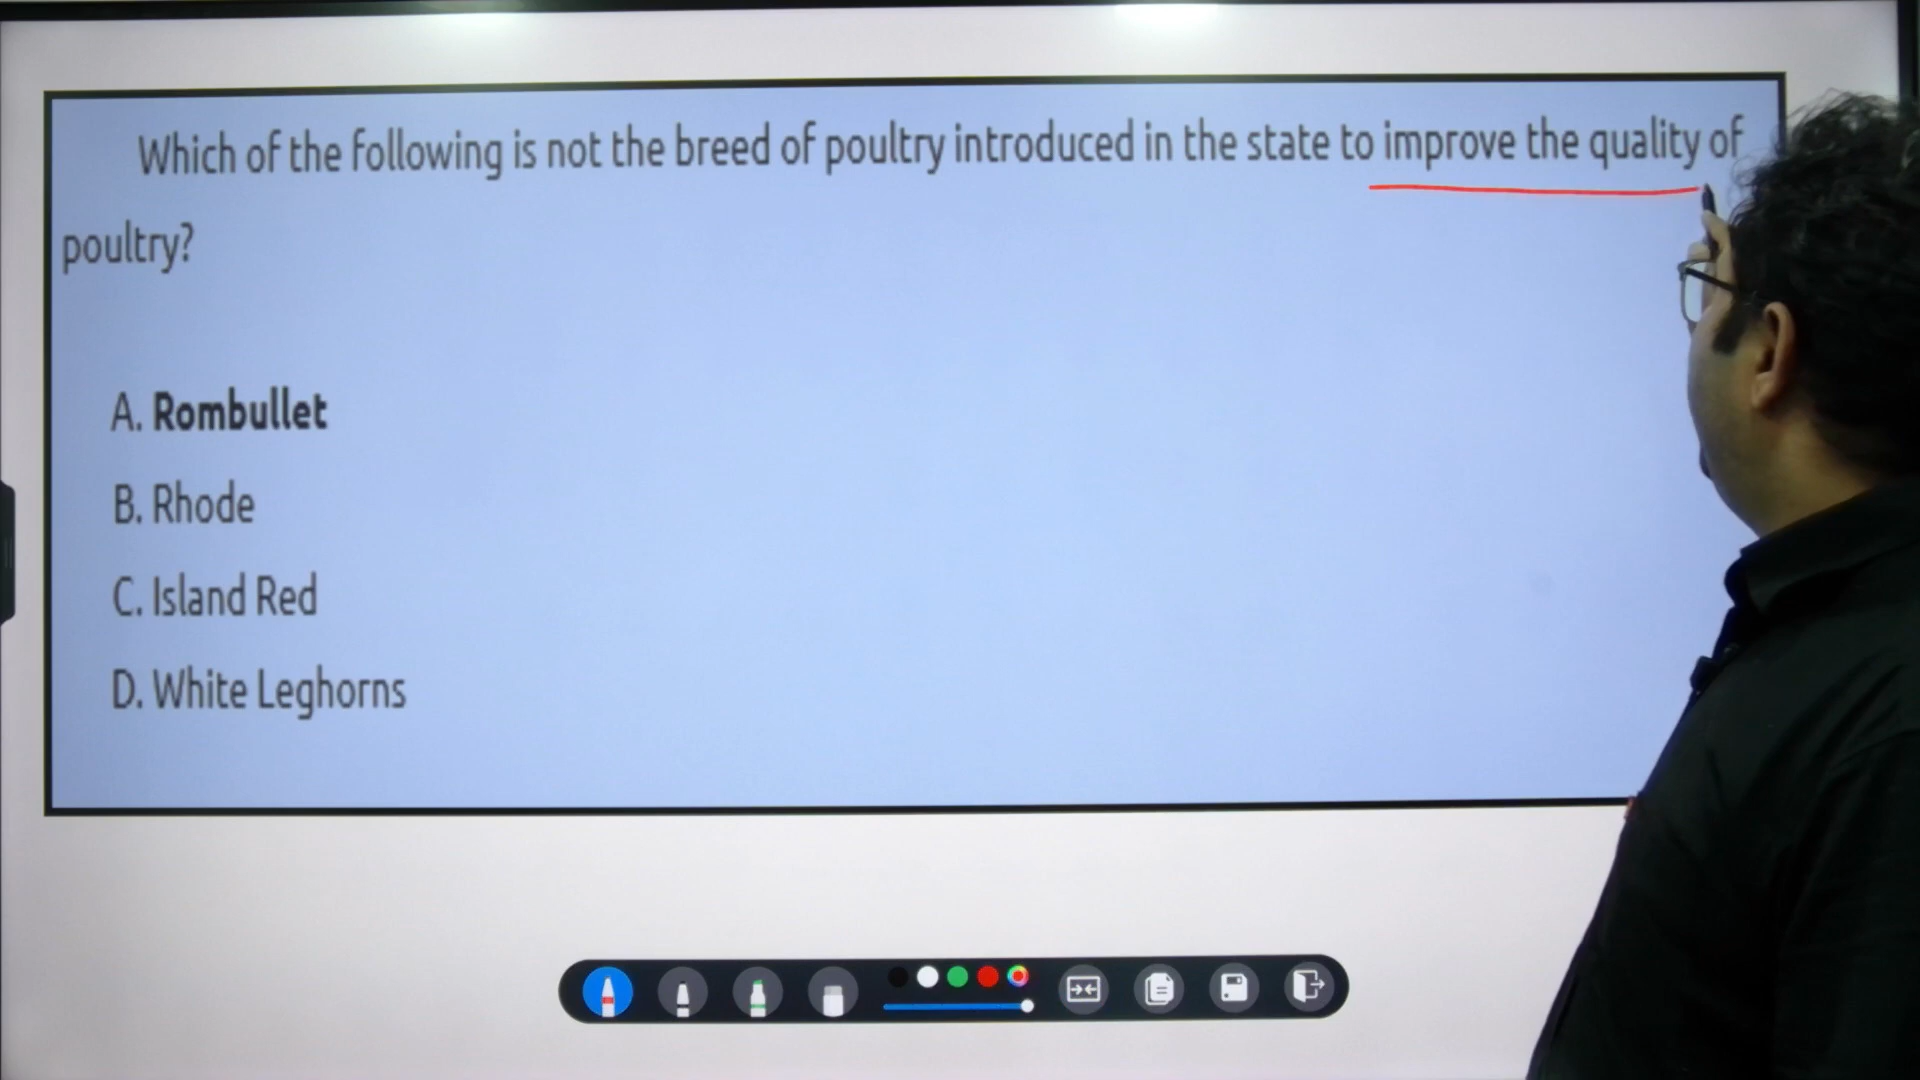 Which of the following is not the breed of poultry introduced in the state to improve the quality of
poultry?
A. Rombullet
B. Rhode
C. Island Red
D. White Leghorns